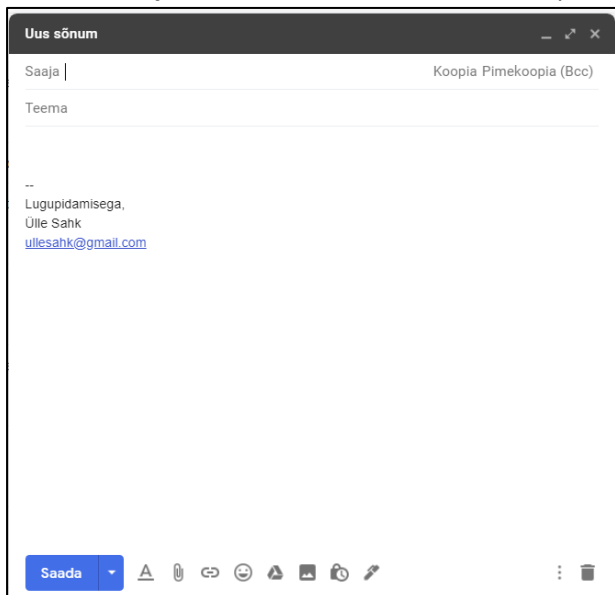 Uus sõnum
Saaja Koopia Pimekoopia (Bcc)
Teema
--
Lugupidamisega,
Ülle Sahk
ullesahk@gmail.com
Saada